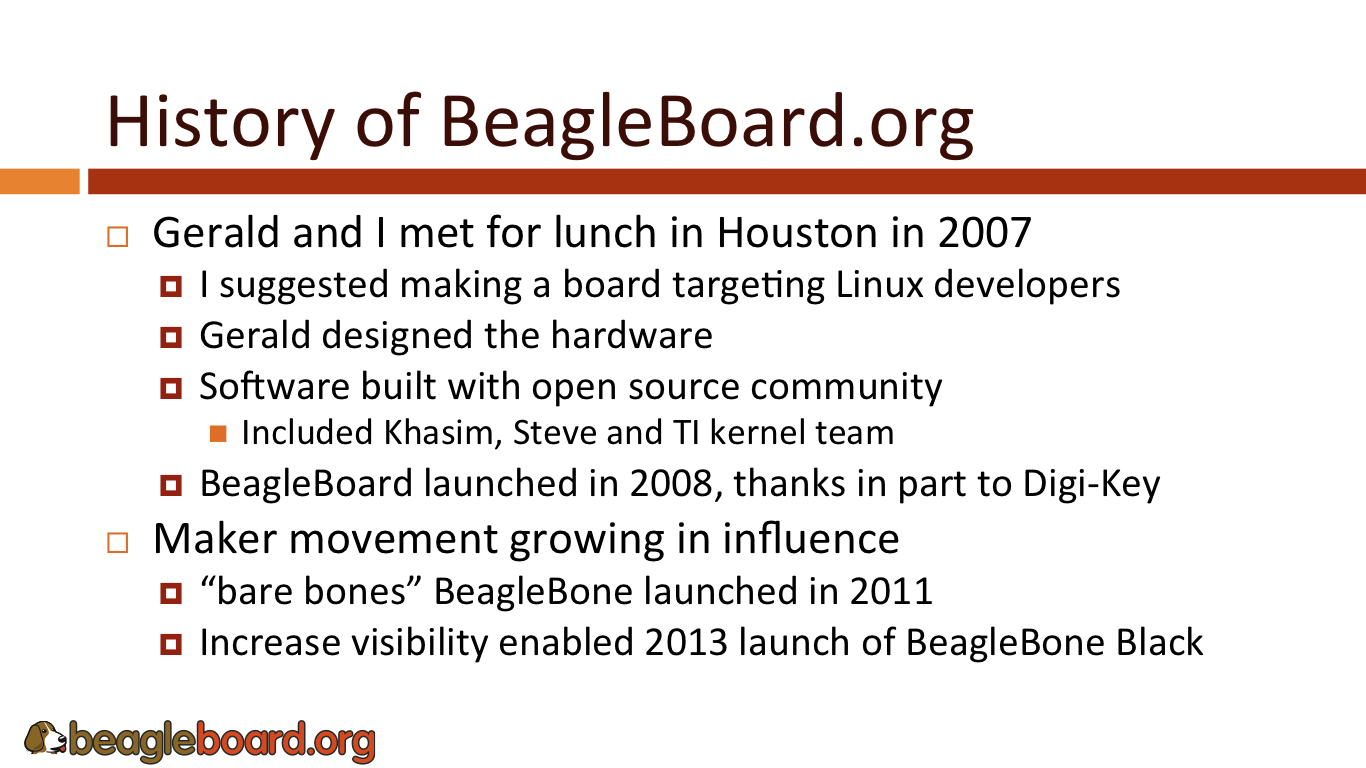 History of BeagleBoard.org
Gerald and I met for lunch in Houston in 2007
I suggested making a board targeting Linux developers
Gerald designed the hardware
Software built with open source community
Included Khasim, Steve and TI kernel team
BeagleBoard launched in 2008, thanks in part to Digi-Key
Maker movement growing in influence
“bare bones” BeagleBone launched in 2011
Increase visibility enabled 2013 launch of BeagleBone Black
beagleboard.org